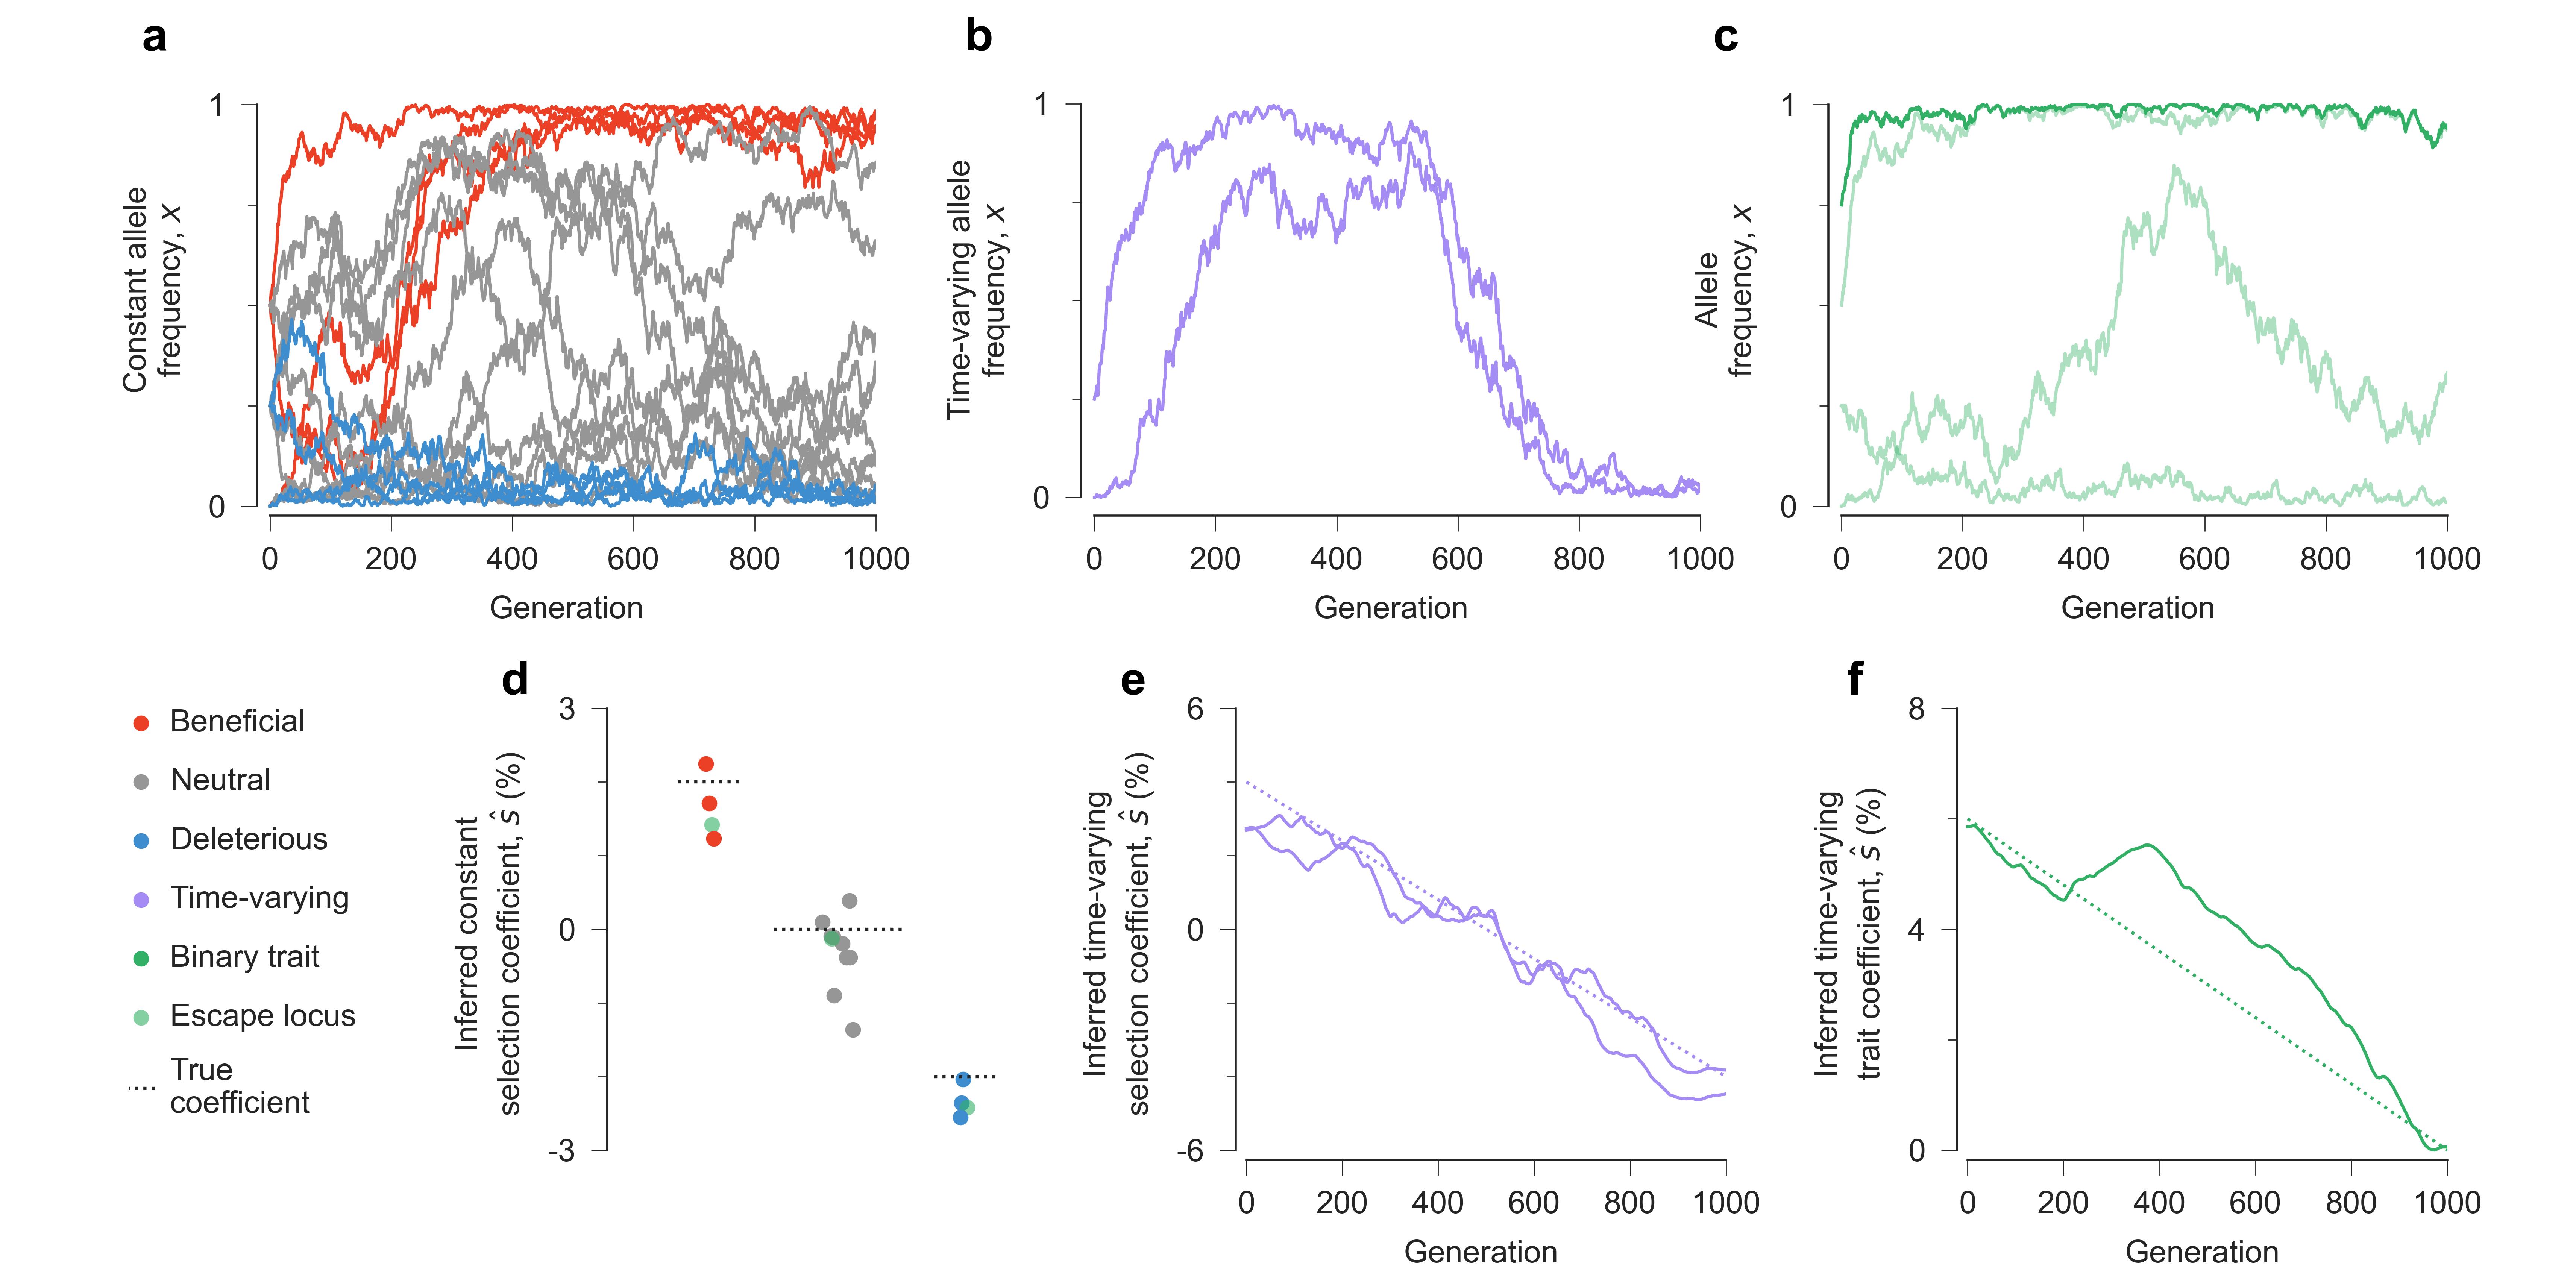 a
Constant allele
frequency, x
1
0
0 200 400 600 800 1000
Generation
b
Time-varying allele
frequency, x
1
0
0 200 400 600 800 1000
Generation
c
Allele
frequency, x
1
0
0 200 400 600 800 1000
Generation
Beneficial
Neutral
Deleterious
Time-varying
Binary trait
Escape locus
True
coefficient
d
Inferred constant
selection coefficient, ŝ (%)
3
0
-3
e
Inferred time-varying
selection coefficient, ŝ (%)
6
0
-6
0 200 400 600 800 1000
Generation
f
Inferred time-varying
trait coefficient, ŝ (%)
8
4
0
0 200 400 600 800 1000
Generation